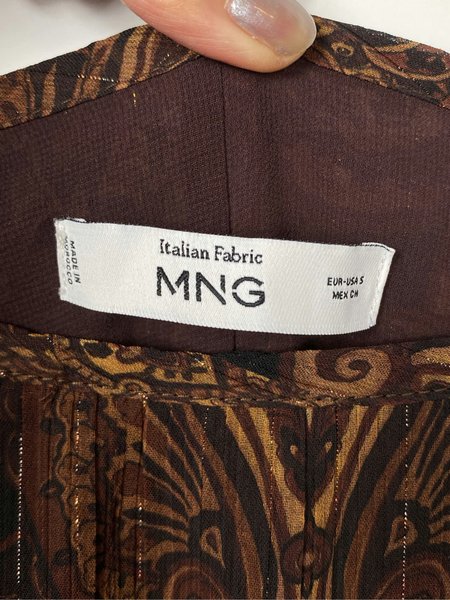 MADE IN
MOROCCO
Italian Fabric
MNG
EUR-USA S
MEX CH